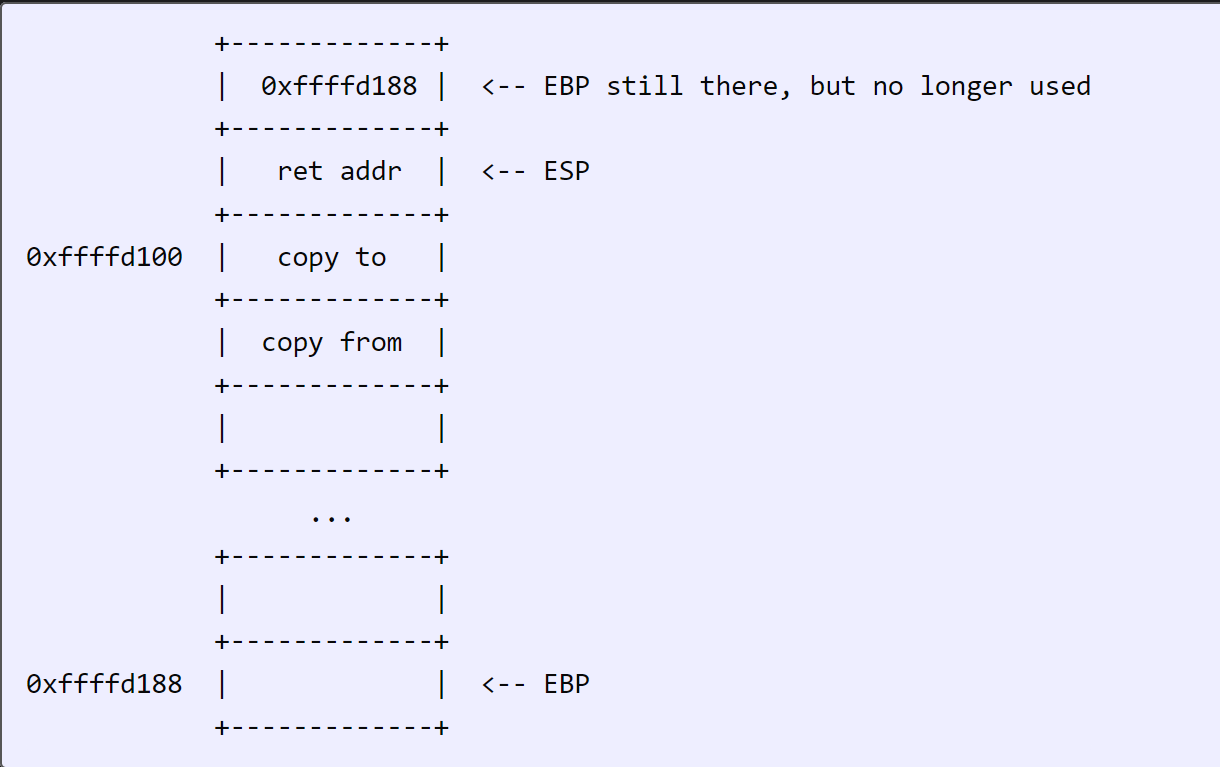 +-------------+
| 0xffffd188 | <-- EBP still there, but no longer used
+-------------+
| ret addr | <-- ESP
+-------------+
0xffffd100 | copy to |
+-------------+
| copy from |
+-------------+
| |
+-------------+
...
+-------------+
| |
+-------------+
0xffffd188 | | <-- EBP
+-------------+